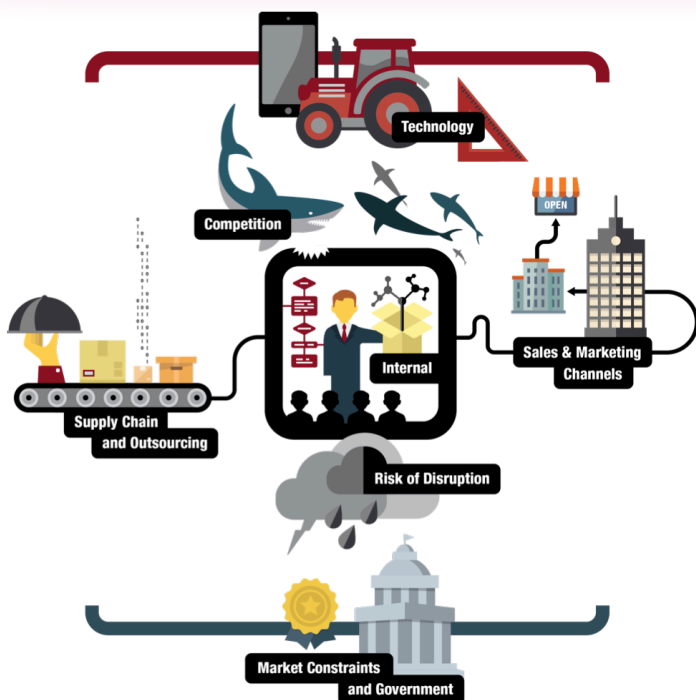 Technology
Competition
OPEN
Internal
Sales & Marketing
Channels
Supply Chain
and Outsourcing
Risk of Disruption
Market Constraints
and Government